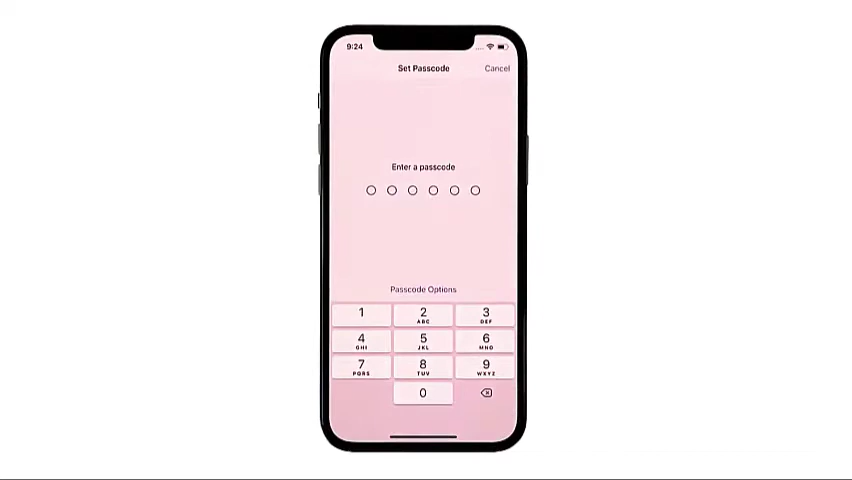 9:24
Set Passcode Cancel
Enter a passcode
Passcode Options
1 2 3
ABC DEF
4 5 6
GHI JKL MNO
7 8 9
PQRS TUV WXYZ
0